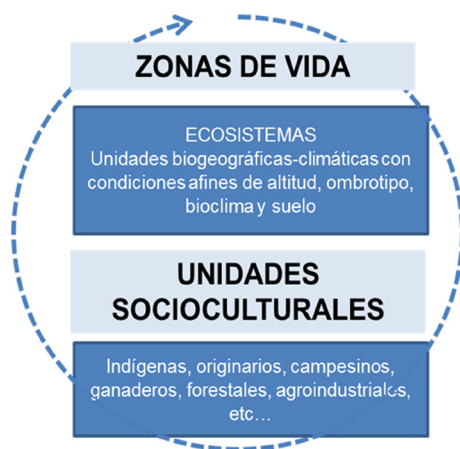 ZONAS DE VIDA
ECOSISTEMAS
Unidades biogeográficas-climáticas con
condiciones afines de altitud, ombrotipo,
bioclima y suelo
UNIDADES
SOCIOCULTURALES
Indígenas, originarios, campesinos,
ganaderos, forestales, agroindustriales,
etc...